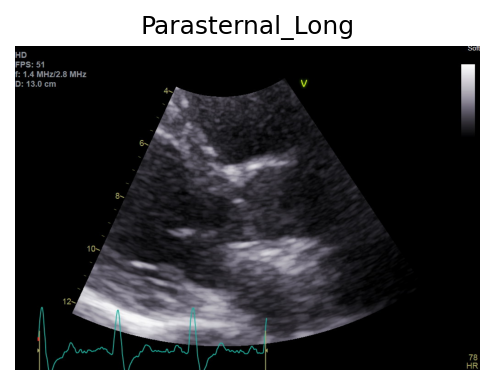 Parasternal_Long
HD
FPS: 51
f: 1.4 MHz/2.8 MHz
D: 13.0 cm
V
4
6
8
10
12
78
HR